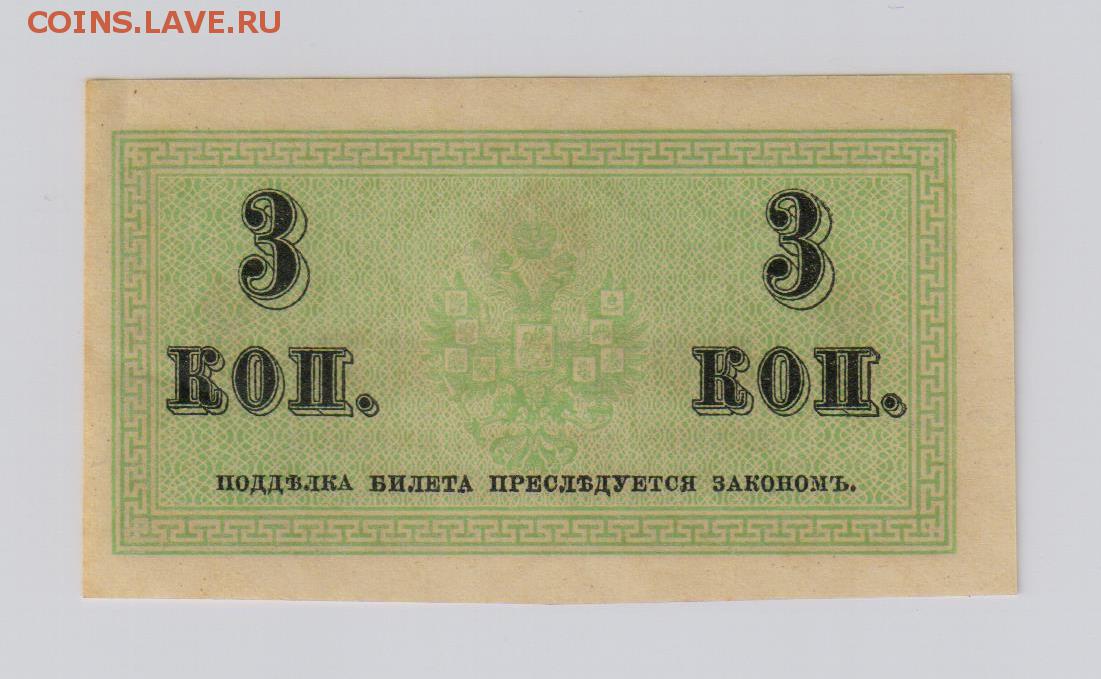 COINS.LAVE.RU
3 3
КОП. КОП.
ПОДДѢЛКА БИЛЕТА ПРЕСЛѢДУЕТСЯ ЗАКОНОМЪ.